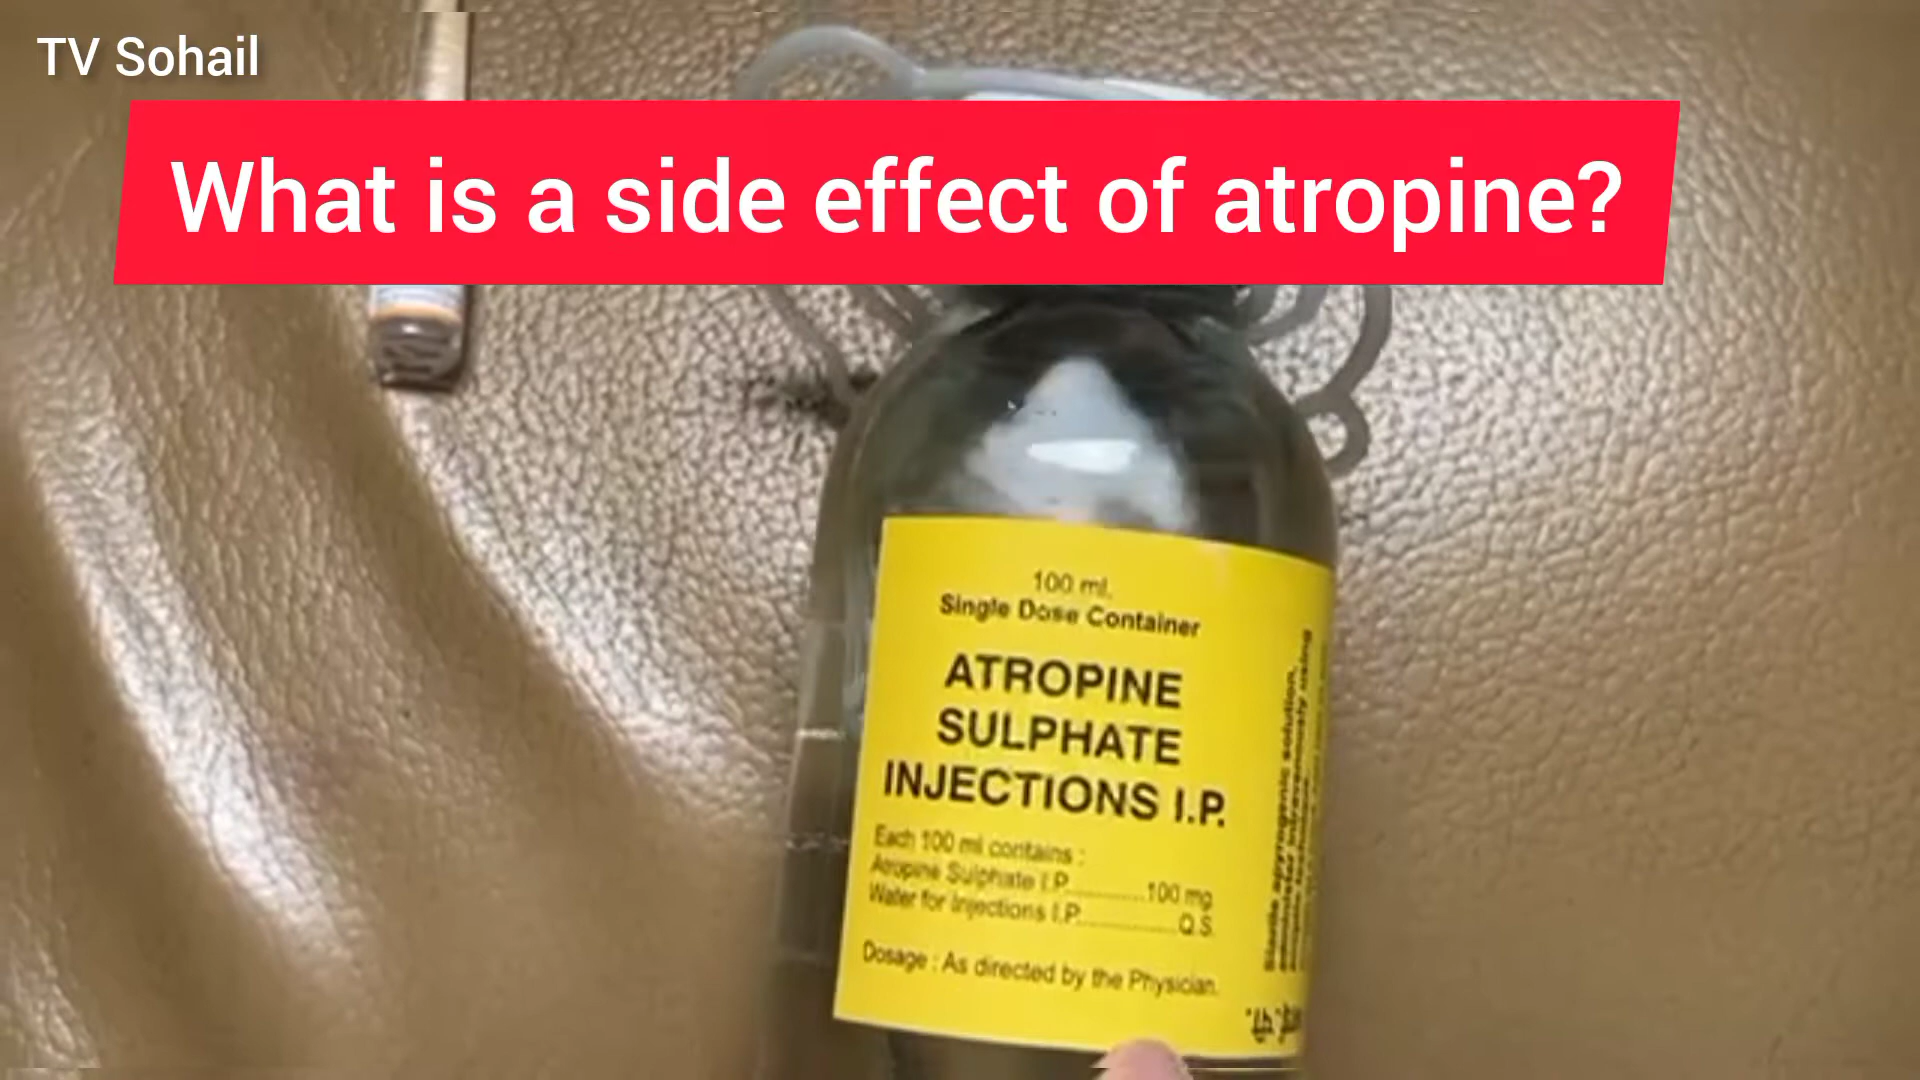 TV Sohail
What is a side effect of atropine?
100 ml.
Single Dose Container
ATROPINE
SULPHATE
INJECTIONS I.P.
Each 100 ml contains :
Atropine Sulphate I.P.............100 mg
Water for Injections I.P...............Q.S.
Dosage : As directed by the Physician.